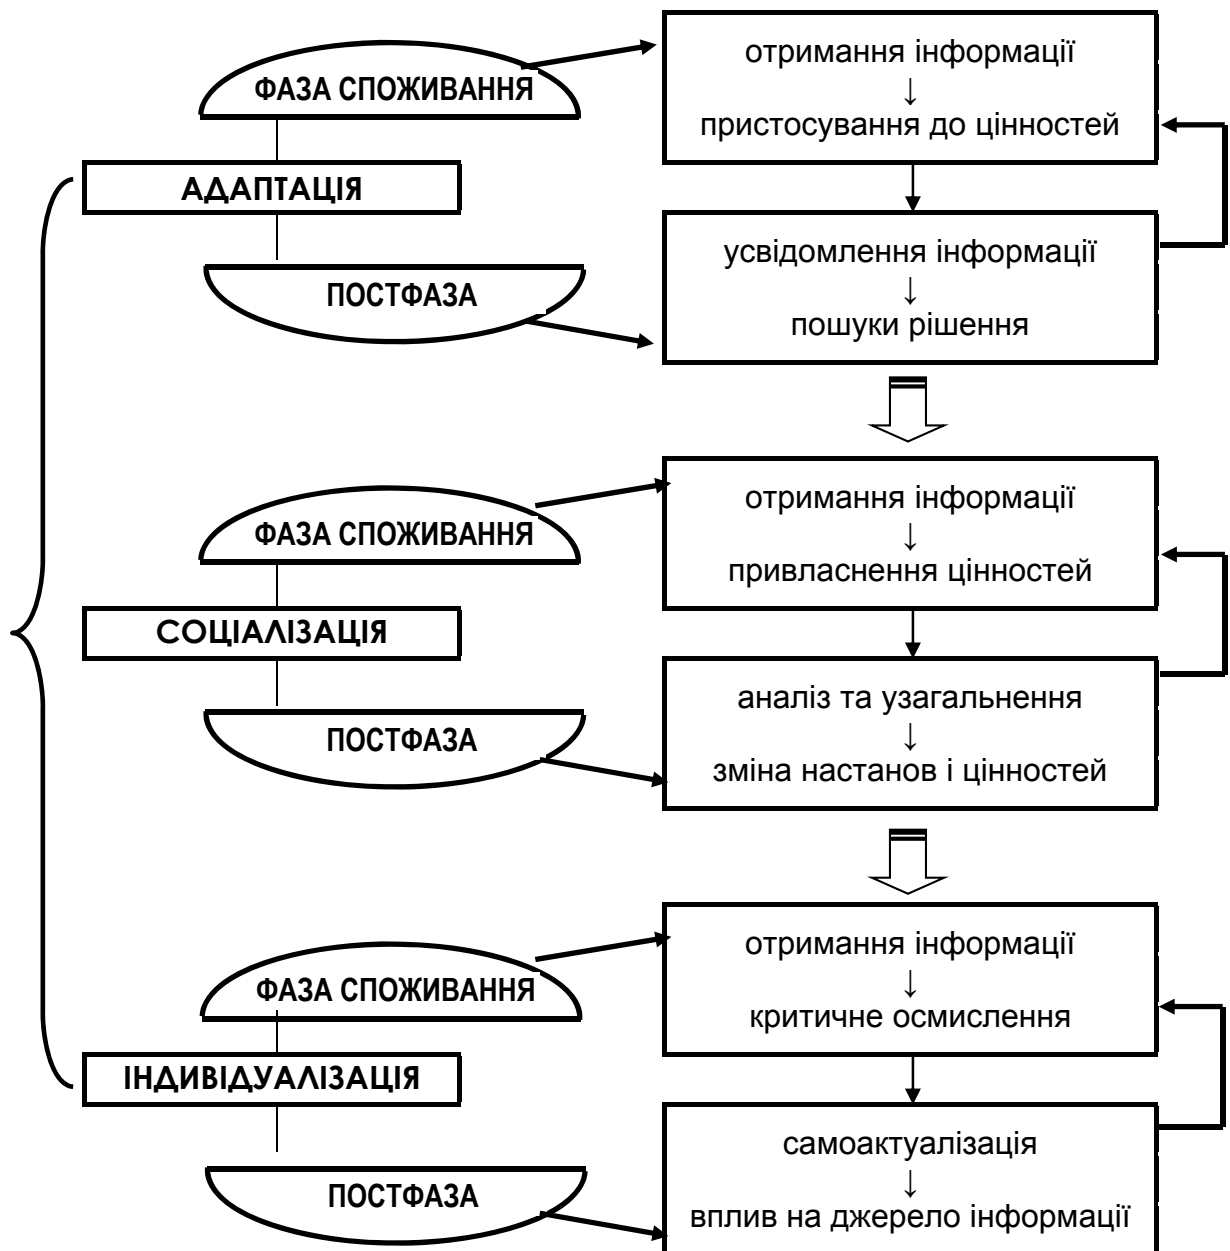 ФАЗА СПОЖИВАННЯ
АДАПТАЦІЯ
ПОСТФАЗА
отримання інформації
↓
пристосування до цінностей
усвідомлення інформації
↓
пошуки рішення
ФАЗА СПОЖИВАННЯ
СОЦІАЛІЗАЦІЯ
ПОСТФАЗА
отримання інформації
↓
привласнення цінностей
аналіз та узагальнення
↓
зміна настанов і цінностей
ФАЗА СПОЖИВАННЯ
ІНДИВІДУАЛІЗАЦІЯ
ПОСТФАЗА
отримання інформації
↓
критичне осмислення
самоактуалізація
↓
вплив на джерело інформації